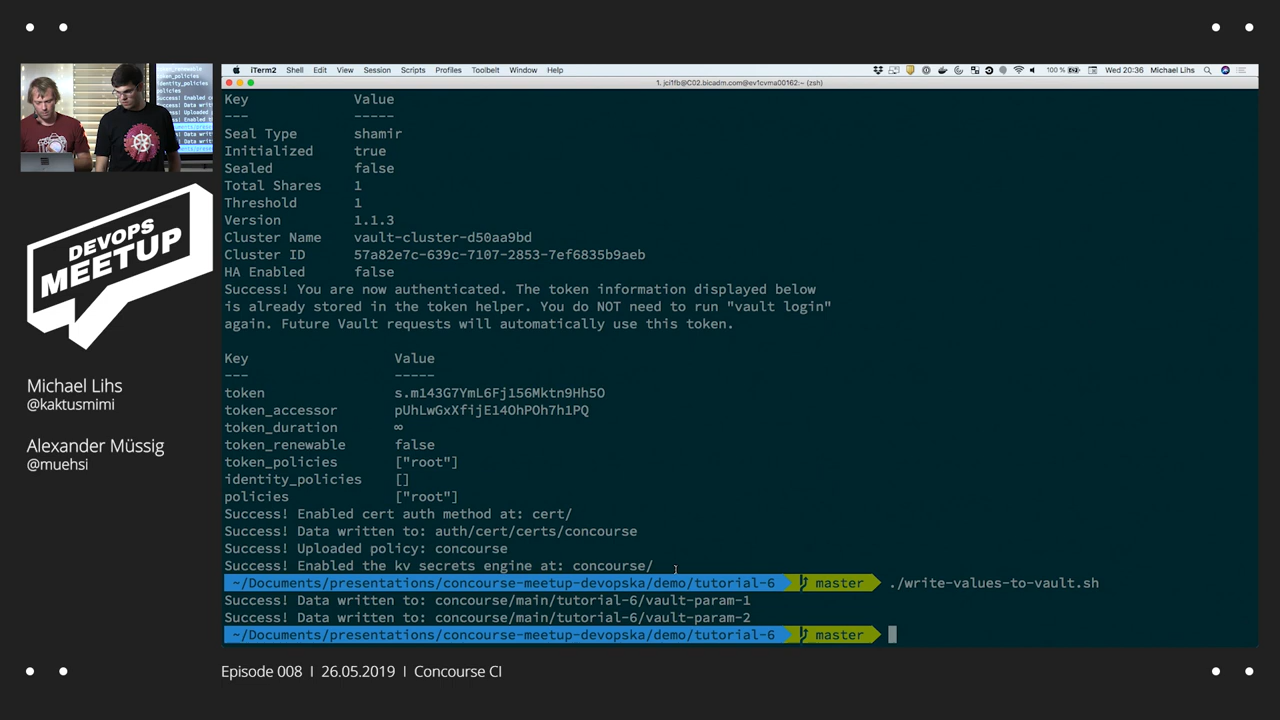 iTerm2 Shell Edit View Session Scripts Profiles Toolbelt Window Help 100 % Wed 20:36 Michael Lihs
1. jci1fb@C02.bicadm.com@ev1cvma00162:~ (zsh)
Key Value
--- -----
Seal Type shamir
Initialized true
Sealed false
Total Shares 1
Threshold 1
Version 1.1.3
Cluster Name vault-cluster-d50aa9bd
Cluster ID 57a82e7c-639c-7107-2853-7ef6835b9aeb
HA Enabled false
Success! You are now authenticated. The token information displayed below
is already stored in the token helper. You do NOT need to run "vault login"
again. Future Vault requests will automatically use this token.
Key Value
--- -----
token s.m143G7YmL6Fj156Mktn9Hh5O
token_accessor pUhLwGxXfijE14OhPOh7h1PQ
token_duration ∞
token_renewable false
token_policies ["root"]
identity_policies []
policies ["root"]
Success! Enabled cert auth method at: cert/
Success! Data written to: auth/cert/certs/concourse
Success! Uploaded policy: concourse
Success! Enabled the kv secrets engine at: concourse/
~/Documents/presentations/concourse-meetup-devopska/demo/tutorial-6 master ./write-values-to-vault.sh
Success! Data written to: concourse/main/tutorial-6/vault-param-1
Success! Data written to: concourse/main/tutorial-6/vault-param-2
~/Documents/presentations/concourse-meetup-devopska/demo/tutorial-6 master
DEVOPS
MEETUP
Michael Lihs
@kaktusmimi
Alexander Müssig
@muehsi
Episode 008 | 26.05.2019 | Concourse CI